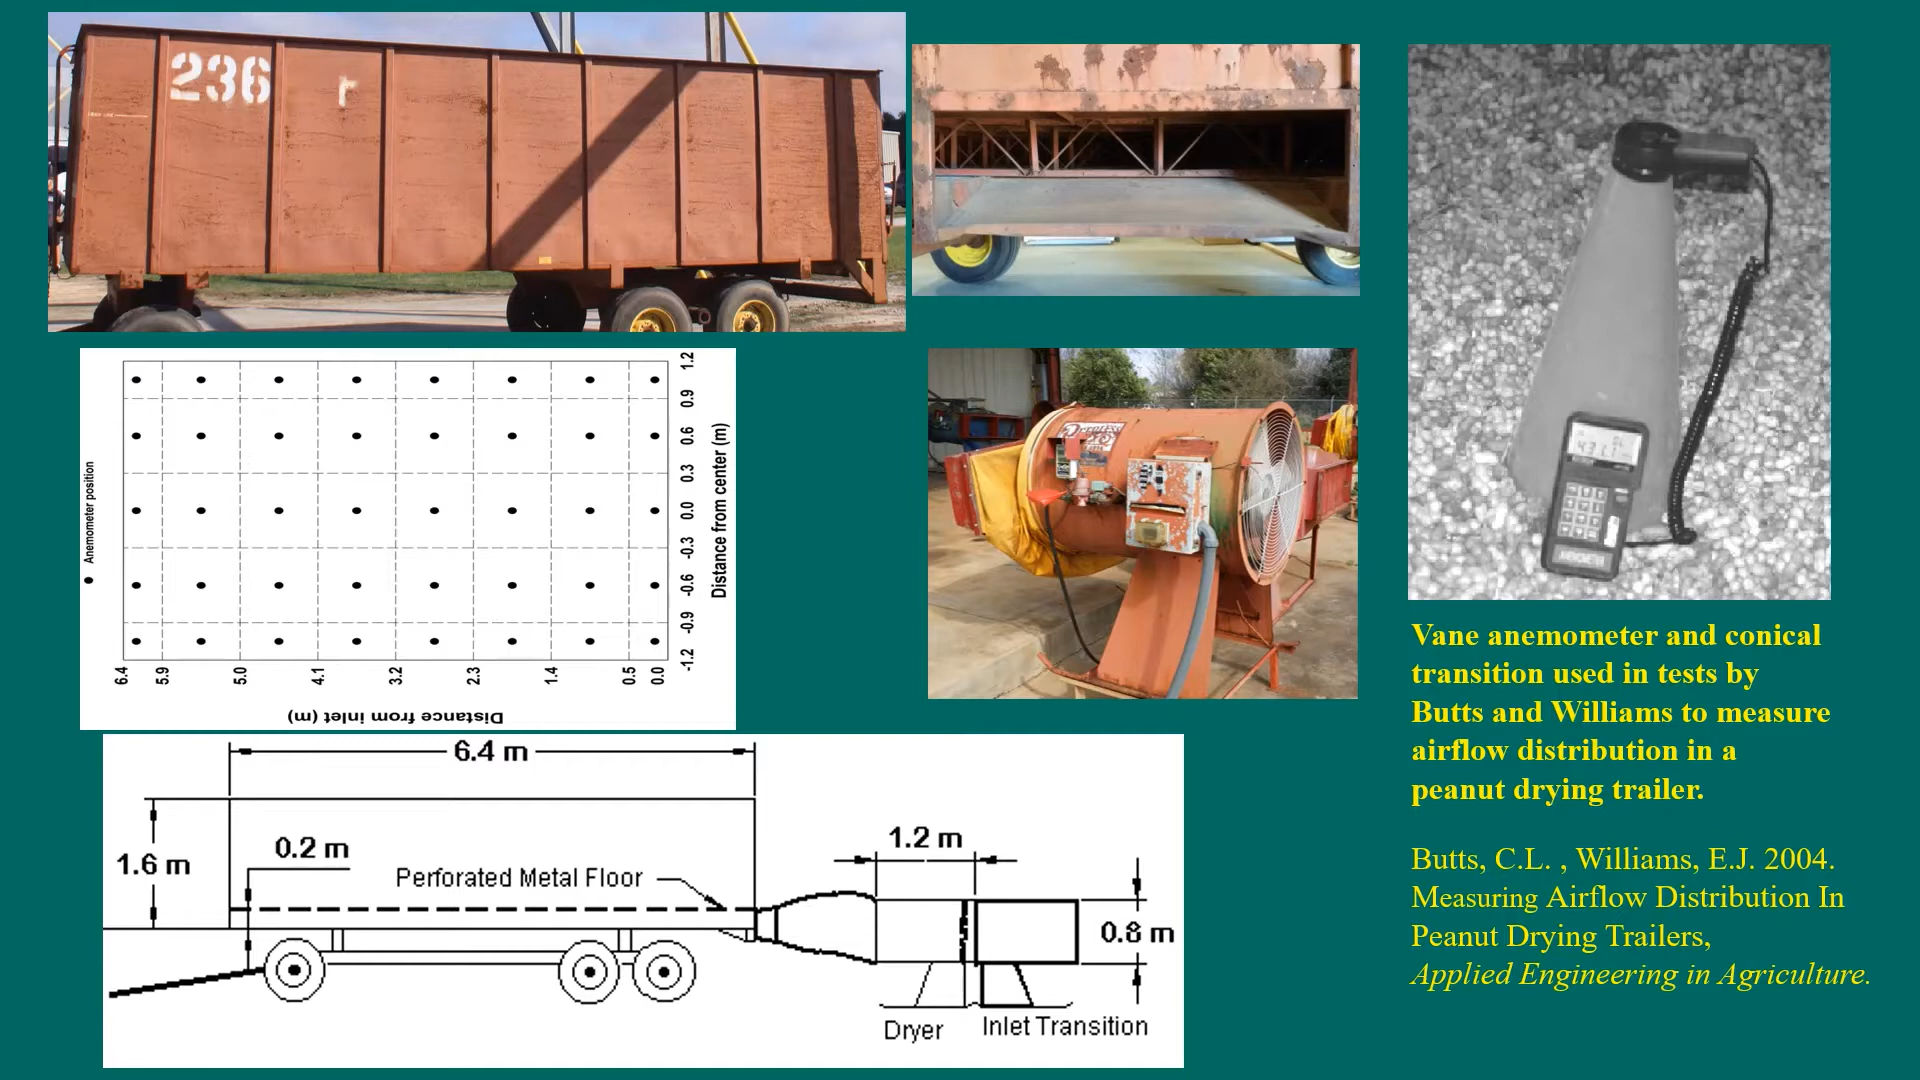 236
r
Anemometer position
1.2
0.9
0.6
0.3
0.0
-0.3
-0.6
-0.9
-1.2
Distance from center (m)
6.4 5.9 5.0 4.1 3.2 2.3 1.4 0.5 0.0
Distance from inlet (m)
6.4 m
1.6 m
0.2 m
Perforated Metal Floor
1.2 m
0.8 m
Dryer
Inlet Transition
Vane anemometer and conical
transition used in tests by
Butts and Williams to measure
airflow distribution in a
peanut drying trailer.
Butts, C.L. , Williams, E.J. 2004.
Measuring Airflow Distribution In
Peanut Drying Trailers,
Applied Engineering in Agriculture.